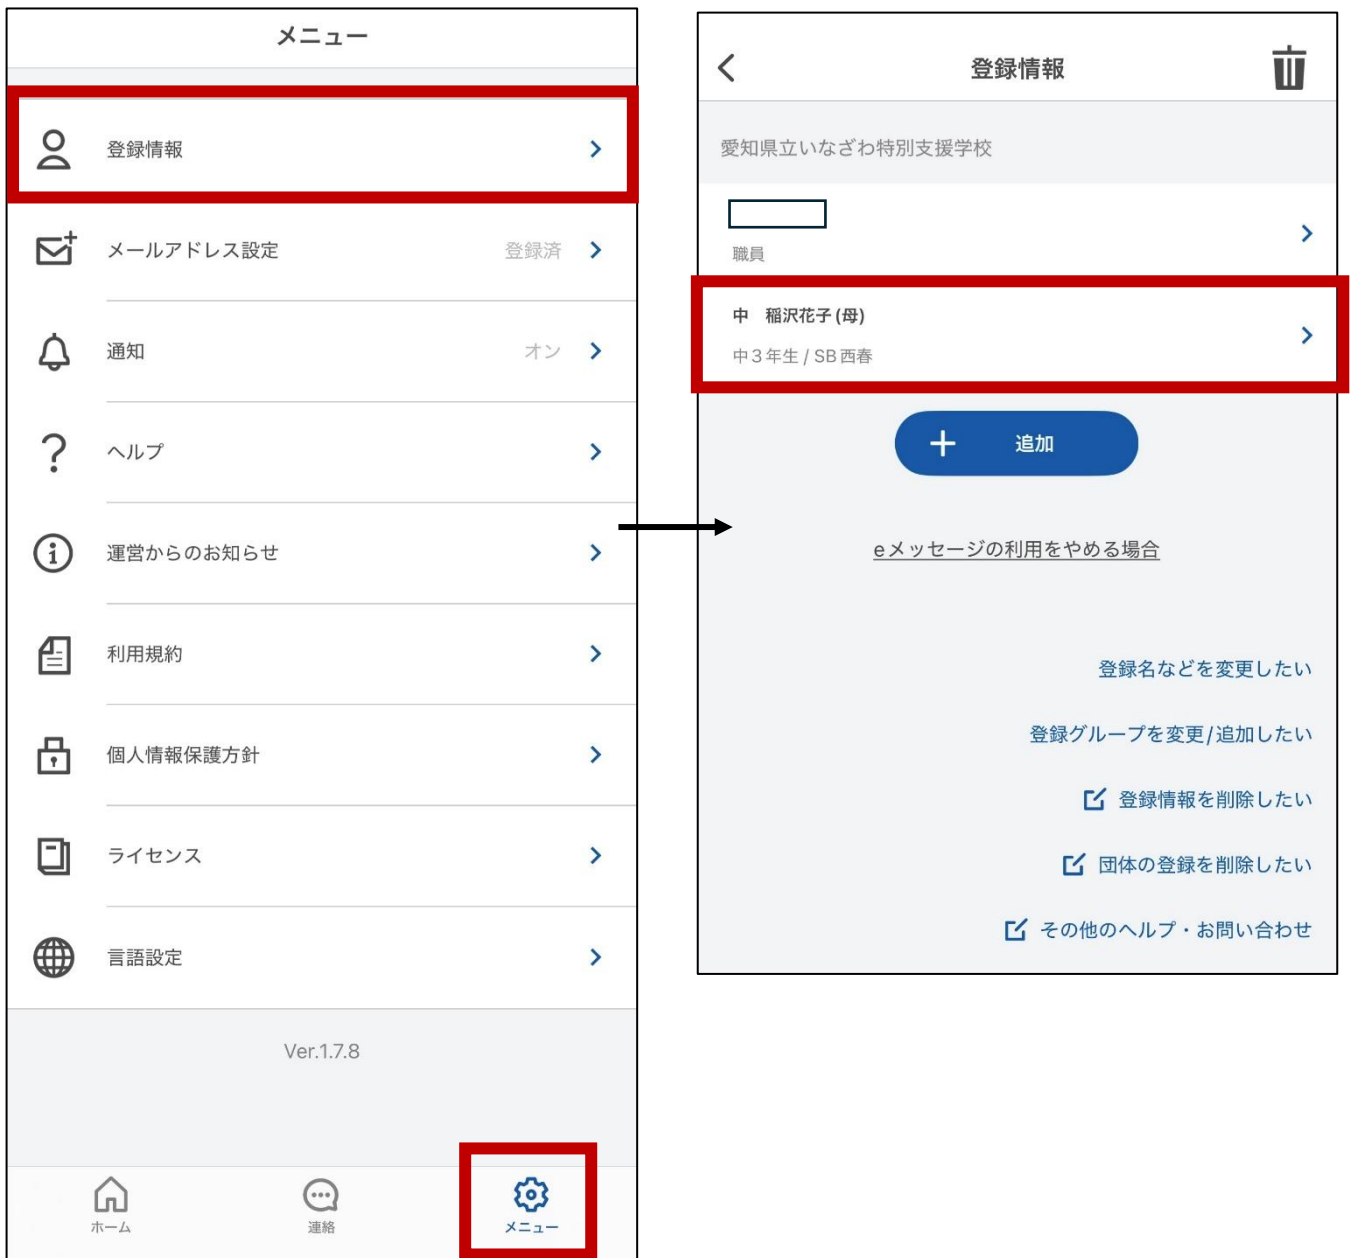 メニュー
登録情報
メールアドレス設定 登録済
通知 オン
ヘルプ
運営からのお知らせ
利用規約
個人情報保護方針
ライセンス
言語設定
Ver.1.7.8
ホーム 連絡 メニュー
登録情報
愛知県立いなざわ特別支援学校
職員
中 稲沢花子(母)
中3年生 / SB西春
追加
eメッセージの利用をやめる場合
登録名などを変更したい
登録グループを変更/追加したい
登録情報を削除したい
団体の登録を削除したい
その他のヘルプ・お問い合わせ